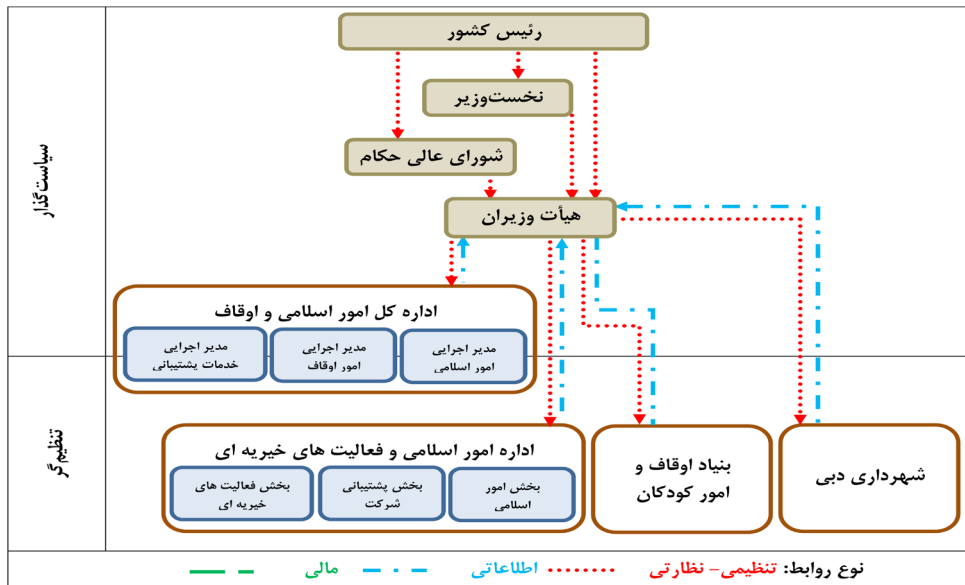 رئیس کشور
نخست‌وزیر
شورای عالی حکام
هیأت وزیران
سیاست‌گذار
اداره کل امور اسلامی و اوقاف
مدیر اجرایی
امور اسلامی
مدیر اجرایی
امور اوقاف
مدیر اجرایی
خدمات پشتیبانی
تنظیم‌گر
شهرداری دبی
بنیاد اوقاف و
امور کودکان
اداره امور اسلامی و فعالیت های خیریه ای
بخش امور
اسلامی
بخش پشتیبانی
شرکت
بخش فعالیت های
خیریه ای
نوع روابط: تنظیمی- نظارتی اطلاعاتی مالی